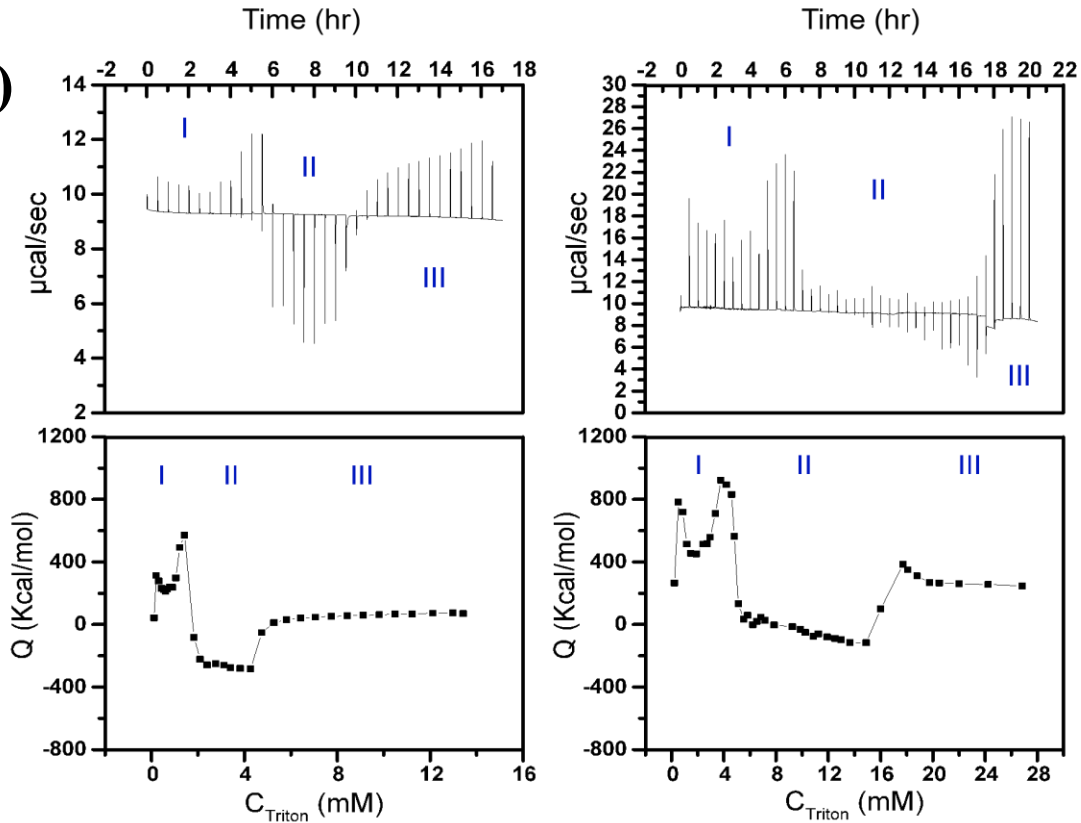 )
Time (hr)
-2 0 2 4 6 8 10 12 14 16 18
14
12
10
8
6
4
2
µcal/sec
I
II
III
Time (hr)
-2 0 2 4 6 8 10 12 14 16 18 20 22
30
28
26
24
22
20
18
16
14
12
10
8
6
4
2
0
µcal/sec
I
II
III
1200
800
400
0
-400
-800
Q (Kcal/mol)
I II III
0 4 8 12 16
C_Triton (mM)
1200
800
400
0
-400
-800
Q (Kcal/mol)
I II III
0 4 8 12 16 20 24 28
C_Triton (mM)